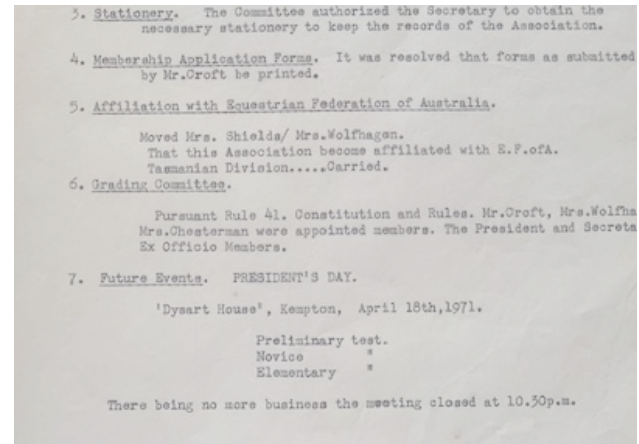 3. Stationery. The Committee authorized the Secretary to obtain the
necessary stationery to keep the records of the Association.
4. Membership Application Forms. It was resolved that forms as submitted
by Mr.Croft be printed.
5. Affiliation with Equestrian Federation of Australia.
Moved Mrs. Shields/ Mrs.Wolfhagen.
That this Association become affiliated with E.F.ofA.
Tasmanian Division.....Carried.
6. Grading Committee.
Pursuant Rule 41. Constitution and Rules. Mr.Croft, Mrs.Wolfha
Mrs.Chesterman were appointed members. The President and Secreta
Ex Officio Members.
7. Future Events. PRESIDENT'S DAY.
'Dysart House', Kempton, April 18th,1971.
Preliminary test.
Novice "
Elementary "
There being no more business the meeting closed at 10.30p.m.